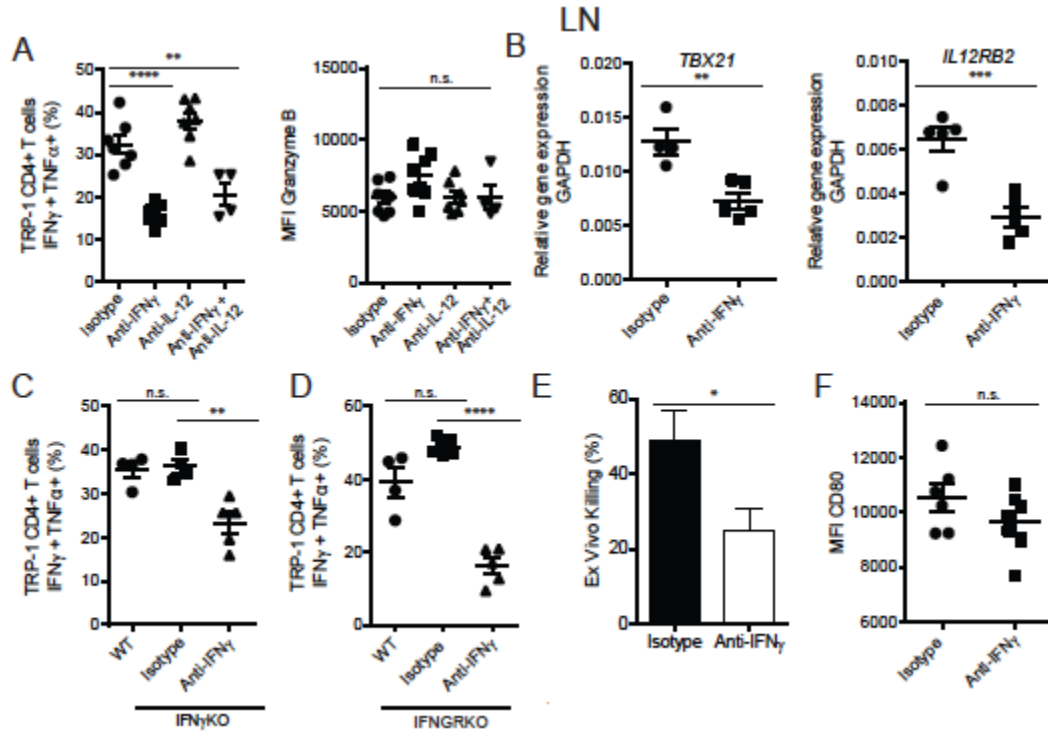 LN
A
TRP-1 CD4+ T cells
IFNγ + TNFα+ (%)
50
40
30
20
10
0
**
****
Isotype
Anti-IFNγ
Anti-IL-12
Anti-IFNγ +
Anti-IL-12
MFI Granzyme B
15000
10000
5000
0
n.s.
Isotype
Anti-IFNγ
Anti-IL-12
Anti-IFNγ+
Anti-IL-12
B
Relative gene expression
GAPDH
TBX21
**
0.020
0.015
0.010
0.005
0.000
Isotype
Anti-IFNγ
Relative gene expression
GAPDH
IL12RB2
***
0.010
0.008
0.006
0.004
0.002
0.000
Isotype
Anti-IFNγ
C
TRP-1 CD4+ T cells
IFNγ + TNFα+ (%)
n.s.
**
50
40
30
20
10
0
WT
Isotype
Anti-IFNγ
IFNγKO
D
TRP-1 CD4+ T cells
IFNγ + TNFα+ (%)
n.s.
****
60
40
20
0
WT
Isotype
Anti-IFNγ
IFNGRKO
E
Ex Vivo Killing (%)
*
60
40
20
0
Isotype
Anti-IFNγ
F
MFI CD80
n.s.
14000
12000
10000
8000
6000
Isotype
Anti-IFNγ